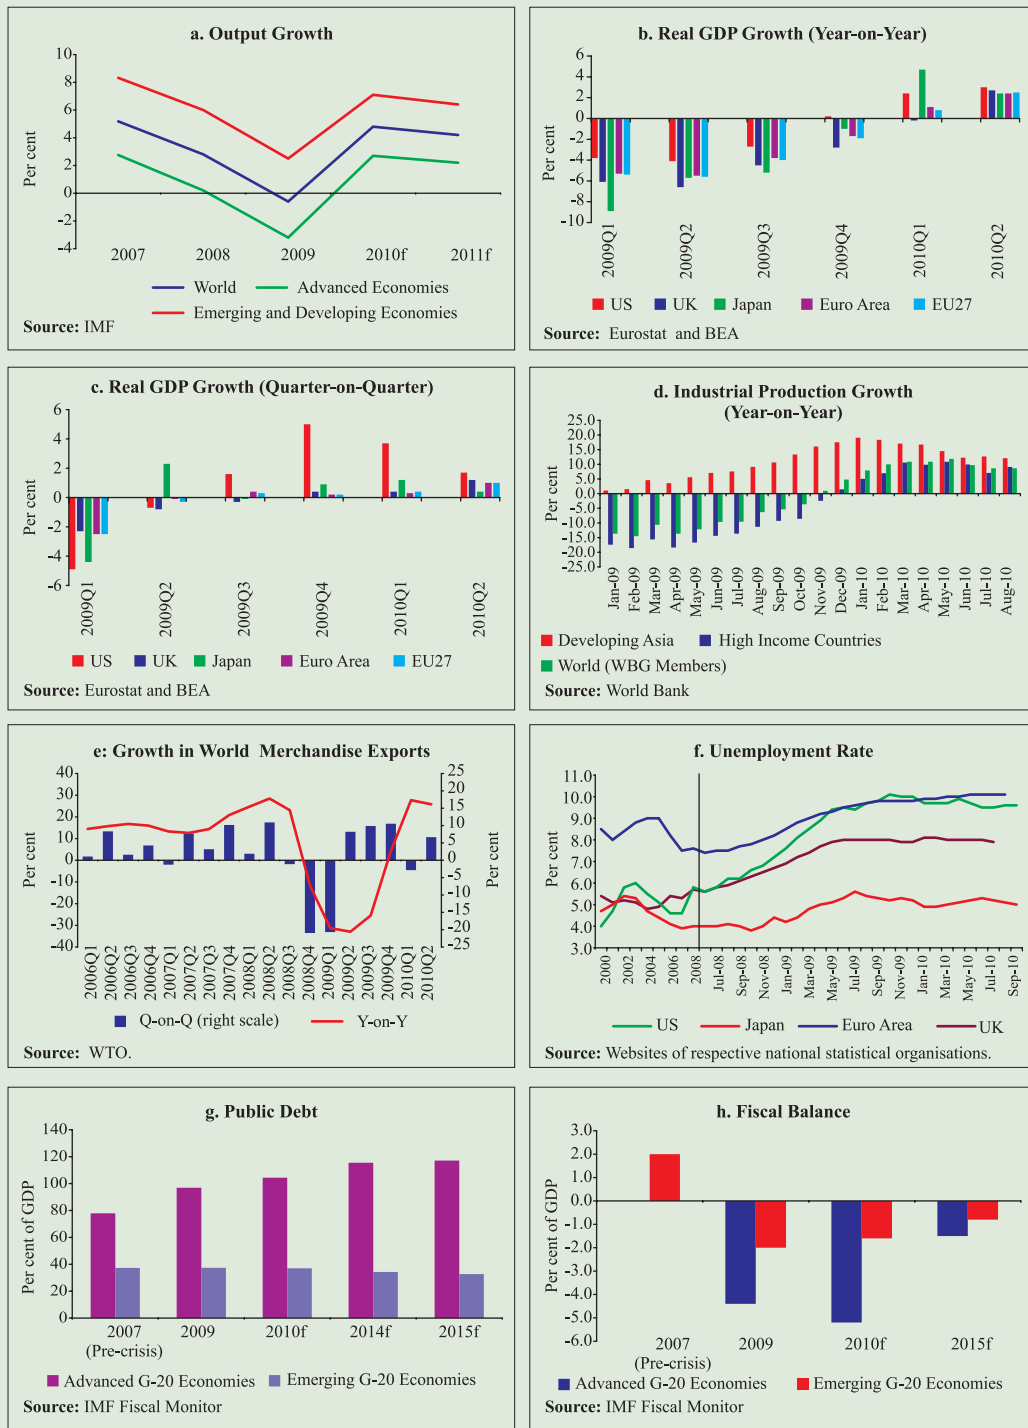 a. Output Growth
10
8
6
4
2
0
-2
-4
Per cent
2007 2008 2009 2010f 2011f
World Advanced Economies
Emerging and Developing Economies
Source: IMF
b. Real GDP Growth (Year-on-Year)
6
4
2
0
-2
-4
-6
-8
-10
Per cent
2009Q1 2009Q2 2009Q3 2009Q4 2010Q1 2010Q2
US UK Japan Euro Area EU27
Source: Eurostat and BEA
c. Real GDP Growth (Quarter-on-Quarter)
6
4
2
0
-2
-4
-6
Per cent
2009Q1 2009Q2 2009Q3 2009Q4 2010Q1 2010Q2
US UK Japan Euro Area EU27
Source: Eurostat and BEA
d. Industrial Production Growth
(Year-on-Year)
25.0
20.0
15.0
10.0
5.0
0.0
-5.0
-10.0
-15.0
-20.0
-25.0
Per cent
Jan-09 Feb-09 Mar-09 Apr-09 May-09 Jun-09 Jul-09 Aug-09 Sep-09 Oct-09 Nov-09 Dec-09 Jan-10 Feb-10 Mar-10 Apr-10 May-10 Jun-10 Jul-10 Aug-10
Developing Asia High Income Countries
World (WBG Members)
Source: World Bank
e: Growth in World Merchandise Exports
40
30
20
10
0
-10
-20
-30
-40
Per cent
25
20
15
10
5
0
-5
-10
-15
-20
-25
Per cent
2006Q1 2006Q2 2006Q3 2006Q4 2007Q1 2007Q2 2007Q3 2007Q4 2008Q1 2008Q2 2008Q3 2008Q4 2009Q1 2009Q2 2009Q3 2009Q4 2010Q1 2010Q2
Q-on-Q (right scale) Y-on-Y
Source: WTO.
f. Unemployment Rate
11.0
10.0
9.0
8.0
7.0
6.0
5.0
4.0
3.0
Per cent
2000 2002 2004 2006 2008 Jul-08 Sep-08 Nov-08 Jan-09 Mar-09 May-09 Jul-09 Sep-09 Nov-09 Jan-10 Mar-10 May-10 Jul-10 Sep-10
US Japan Euro Area UK
Source: Websites of respective national statistical organisations.
g. Public Debt
140
120
100
80
60
40
20
0
Per cent of GDP
2007 2009 2010f 2014f 2015f
(Pre-crisis)
Advanced G-20 Economies Emerging G-20 Economies
Source: IMF Fiscal Monitor
h. Fiscal Balance
3.0
2.0
1.0
0.0
-1.0
-2.0
-3.0
-4.0
-5.0
-6.0
Per cent of GDP
2007 2009 2010f 2015f
(Pre-crisis)
Advanced G-20 Economies Emerging G-20 Economies
Source: IMF Fiscal Monitor